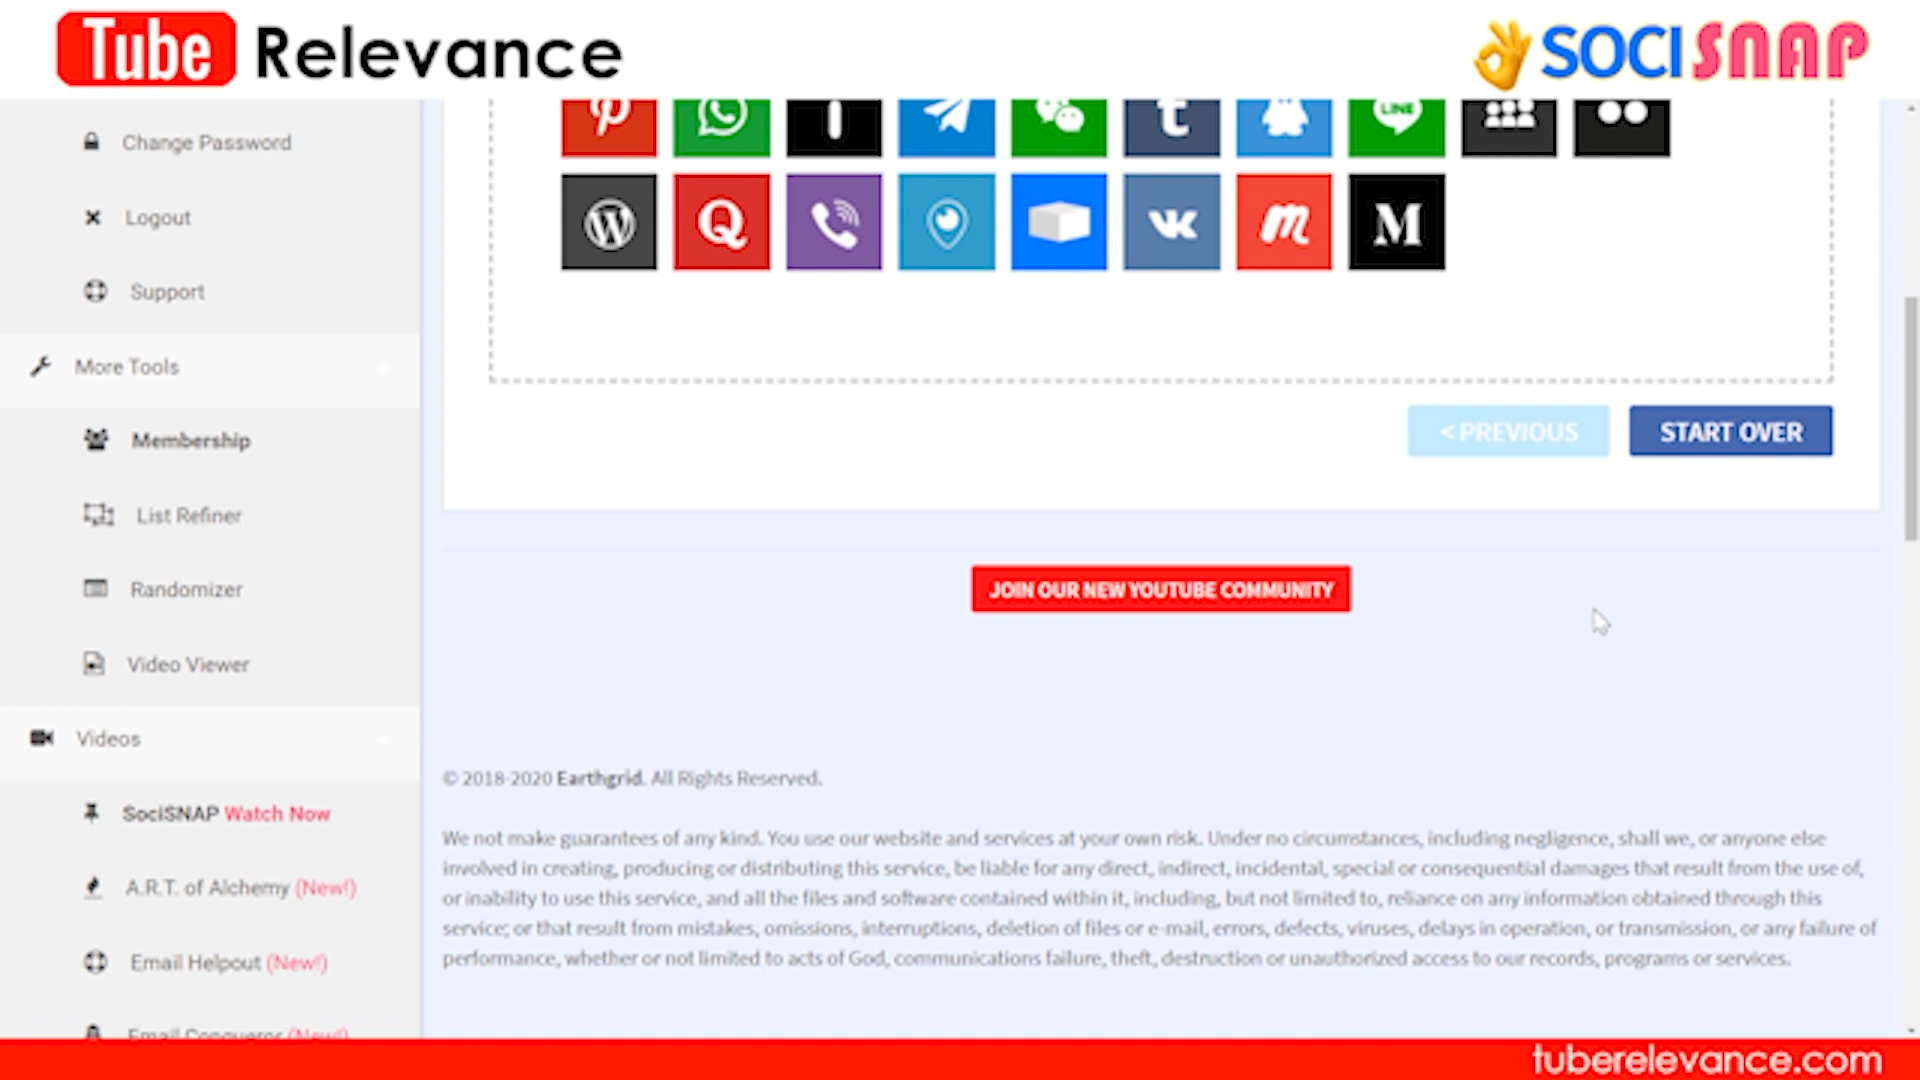 Tube Relevance
SOCISNAP
Change Password
Logout
Support
More Tools
Membership
List Refiner
Randomizer
Video Viewer
Videos
SociSNAP Watch Now
A.R.T. of Alchemy (New!)
Email Helpout (New!)
Email Conqueror (New!)
LINE
< PREVIOUS
START OVER
JOIN OUR NEW YOUTUBE COMMUNITY
© 2018-2020 Earthgrid. All Rights Reserved.
We not make guarantees of any kind. You use our website and services at your own risk. Under no circumstances, including negligence, shall we, or anyone else
involved in creating, producing or distributing this service, be liable for any direct, indirect, incidental, special or consequential damages that result from the use of,
or inability to use this service, and all the files and software contained within it, including, but not limited to, reliance on any information obtained through this
service; or that result from mistakes, omissions, interruptions, deletion of files or e-mail, errors, defects, viruses, delays in operation, or transmission, or any failure of
performance, whether or not limited to acts of God, communications failure, theft, destruction or unauthorized access to our records, programs or services.
tuberelevance.com